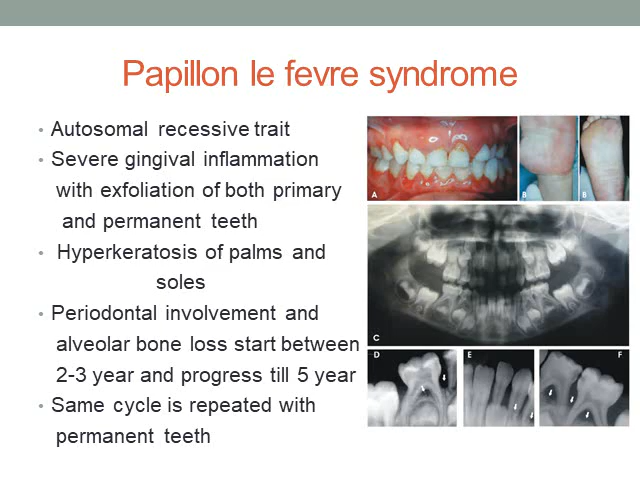 Papillon le fevre syndrome
• Autosomal recessive trait
• Severe gingival inflammation
with exfoliation of both primary
and permanent teeth
• Hyperkeratosis of palms and
soles
• Periodontal involvement and
alveolar bone loss start between
2-3 year and progress till 5 year
• Same cycle is repeated with
permanent teeth
A B B
C
D E F